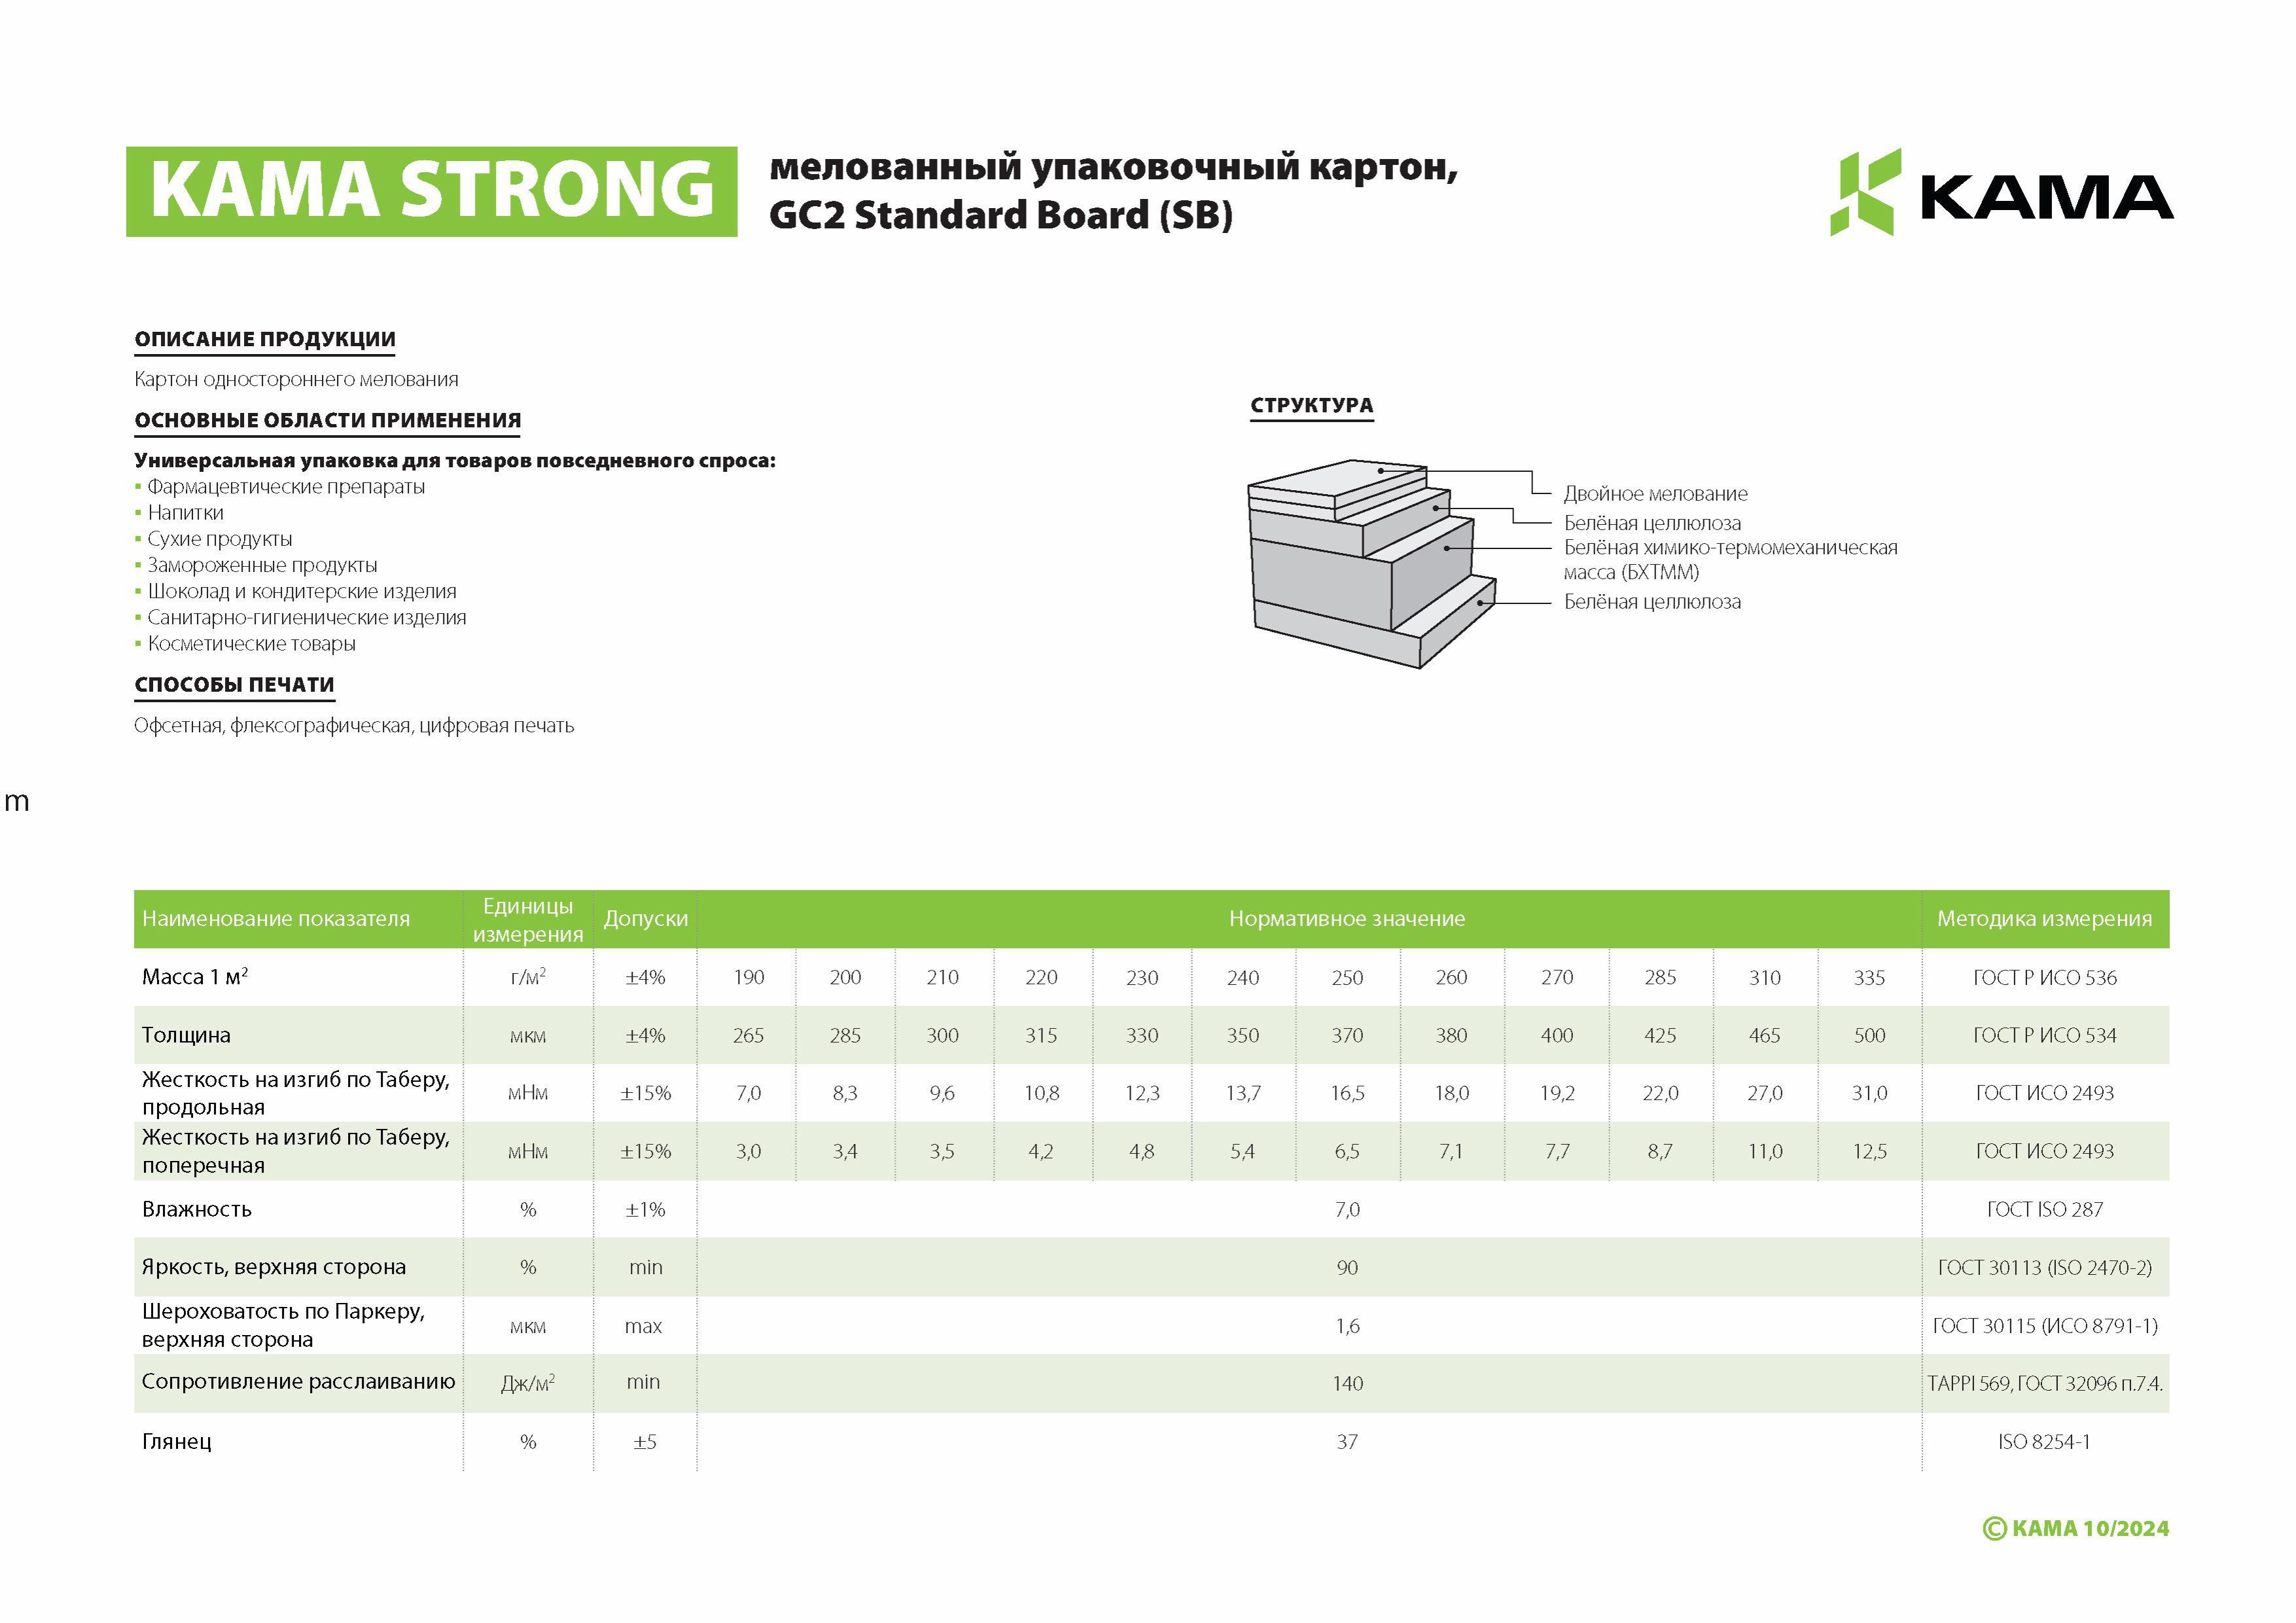 KAMA STRONG
мелованный упаковочный картон,
GC2 Standard Board (SB)
KAMA
ОПИСАНИЕ ПРОДУКЦИИ
Картон одностороннего мелования
ОСНОВНЫЕ ОБЛАСТИ ПРИМЕНЕНИЯ
Универсальная упаковка для товаров повседневного спроса:
▪ Фармацевтические препараты
▪ Напитки
▪ Сухие продукты
▪ Замороженные продукты
▪ Шоколад и кондитерские изделия
▪ Санитарно-гигиенические изделия
▪ Косметические товары
СПОСОБЫ ПЕЧАТИ
Офсетная, флексографическая, цифровая печать
СТРУКТУРА
Двойное мелование
Белёная целлюлоза
Белёная химико-термомеханическая
масса (БХТММ)
Белёная целлюлоза
m
Наименование показателя Единицы измерения Допуски Нормативное значение Методика измерения
Масса 1 м² г/м² ±4% 190 200 210 220 230 240 250 260 270 285 310 335 ГОСТ Р ИСО 536
Толщина мкм ±4% 265 285 300 315 330 350 370 380 400 425 465 500 ГОСТ Р ИСО 534
Жесткость на изгиб по Таберу,
продольная мНм ±15% 7,0 8,3 9,6 10,8 12,3 13,7 16,5 18,0 19,2 22,0 27,0 31,0 ГОСТ ИСО 2493
Жесткость на изгиб по Таберу,
поперечная мНм ±15% 3,0 3,4 3,5 4,2 4,8 5,4 6,5 7,1 7,7 8,7 11,0 12,5 ГОСТ ИСО 2493
Влажность % ±1% 7,0 ГОСТ ISO 287
Яркость, верхняя сторона % min 90 ГОСТ 30113 (ISO 2470-2)
Шероховатость по Паркеру,
верхняя сторона мкм max 1,6 ГОСТ 30115 (ИСО 8791-1)
Сопротивление расслаиванию Дж/м² min 140 TAPPI 569, ГОСТ 32096 п.7.4.
Глянец % ±5 37 ISO 8254-1
© KAMA 10/2024